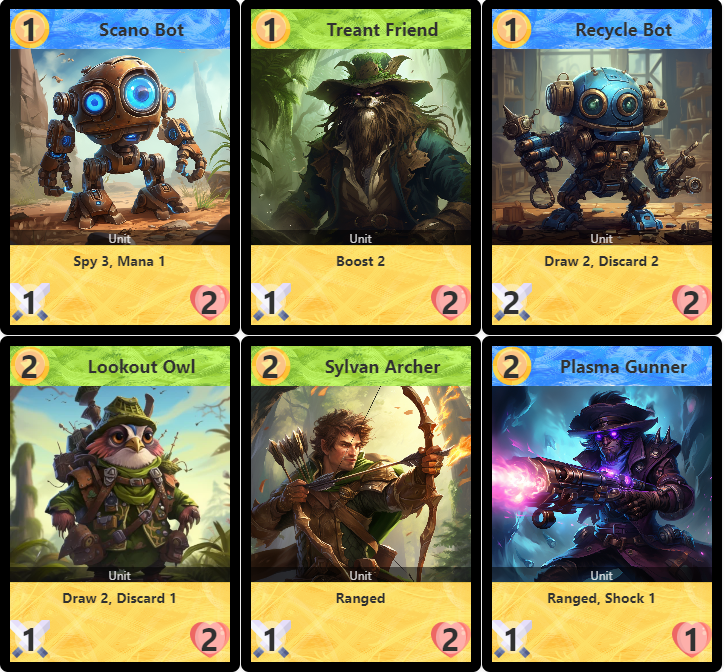 1 Scano Bot
Unit
Spy 3, Mana 1
1 2
1 Treant Friend
Unit
Boost 2
1 2
1 Recycle Bot
Unit
Draw 2, Discard 2
2 2
2 Lookout Owl
Unit
Draw 2, Discard 1
1 2
2 Sylvan Archer
Unit
Ranged
1 2
2 Plasma Gunner
Unit
Ranged, Shock 1
1 1